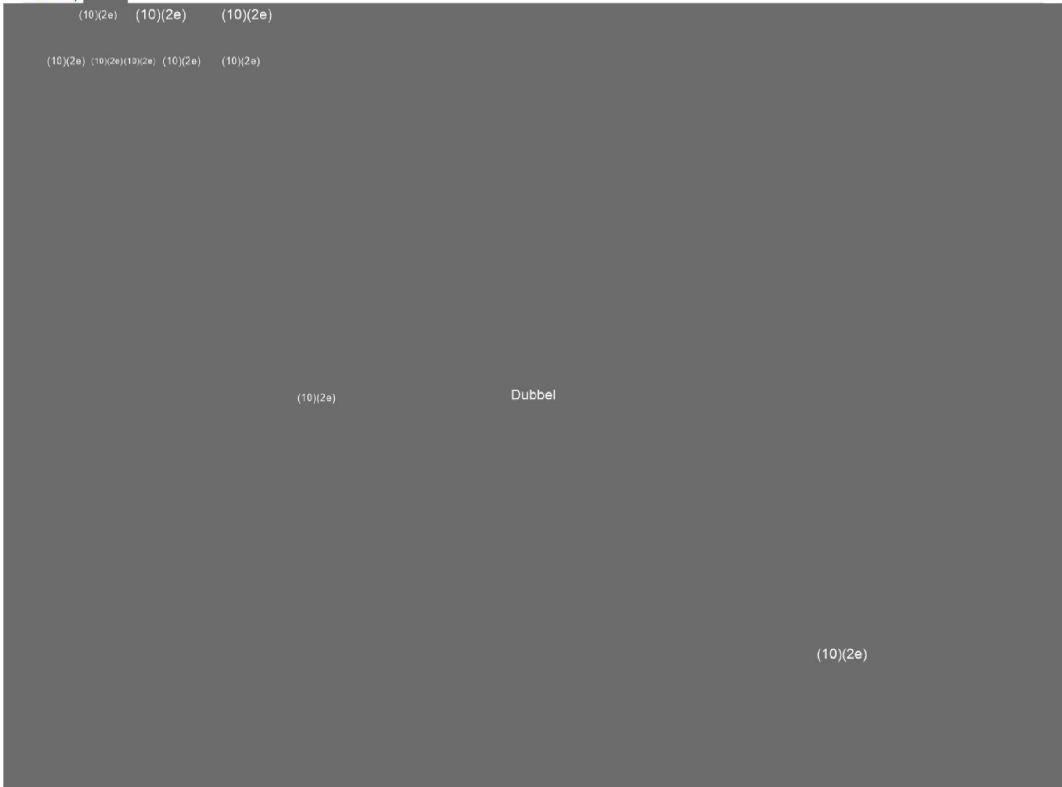 (10)(2e) (10)(2e) (10)(2e)
(10)(2e) (10)(2e) (10)(2e) (10)(2e) (10)(2e)
(10)(2e) Dubbel
(10)(2e)